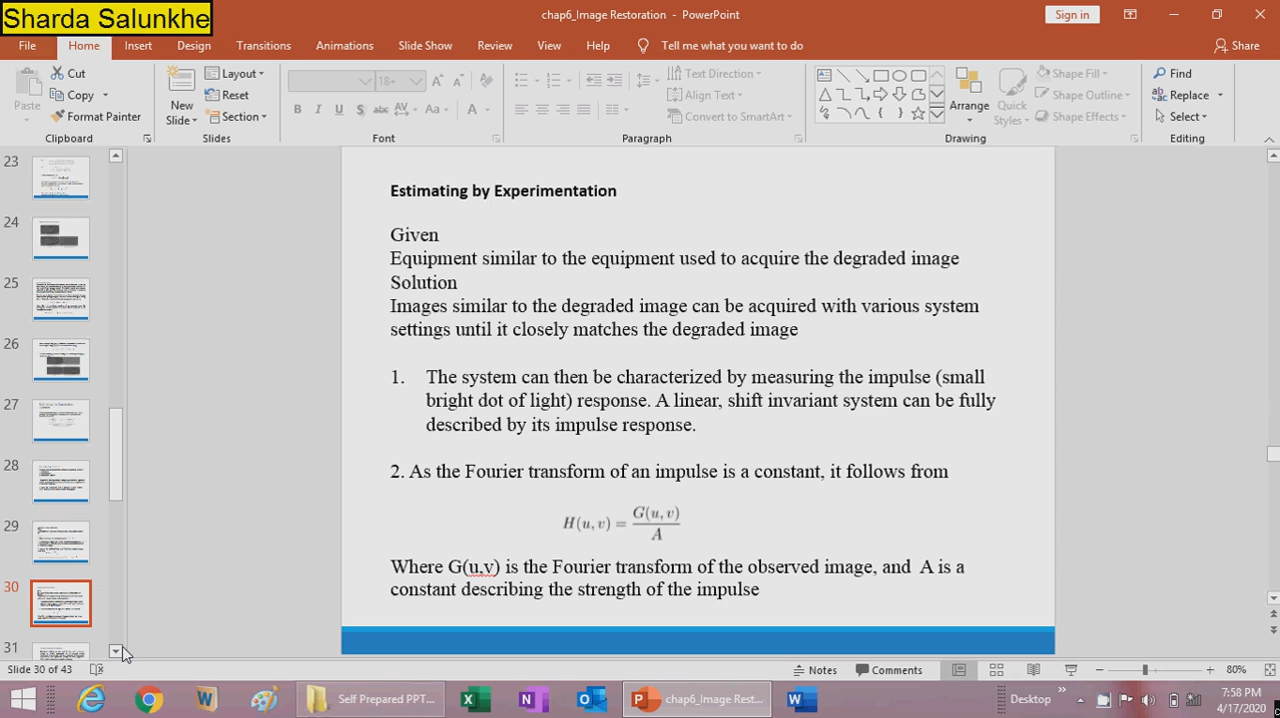 Sharda Salunkhe
chap6_Image Restoration - PowerPoint
Sign in
File Home Insert Design Transitions Animations Slide Show Review View Help Tell me what you want to do Share
Paste
Cut
Copy
Format Painter
Clipboard
New
Slide
Layout
Reset
Section
Slides
18+
B I U S abc AV Aa A
Font
Text Direction
Align Text
Convert to SmartArt
Paragraph
Arrange
Quick
Styles
Shape Fill
Shape Outline
Shape Effects
Drawing
Find
Replace
Select
Editing
23
24
25
26
27
28
29
30
31
Estimating by Experimentation
Given
Equipment similar to the equipment used to acquire the degraded image
Solution
Images similar to the degraded image can be acquired with various system
settings until it closely matches the degraded image
1. The system can then be characterized by measuring the impulse (small
bright dot of light) response. A linear, shift invariant system can be fully
described by its impulse response.
2. As the Fourier transform of an impulse is a constant, it follows from
H(u, v) = G(u, v) / A
Where G(u,v) is the Fourier transform of the observed image, and A is a
constant describing the strength of the impulse
Slide 30 of 43
Notes
Comments
80%
Self Prepared PPT...
chap6_Image Rest...
Desktop
7:58 PM
4/17/2020